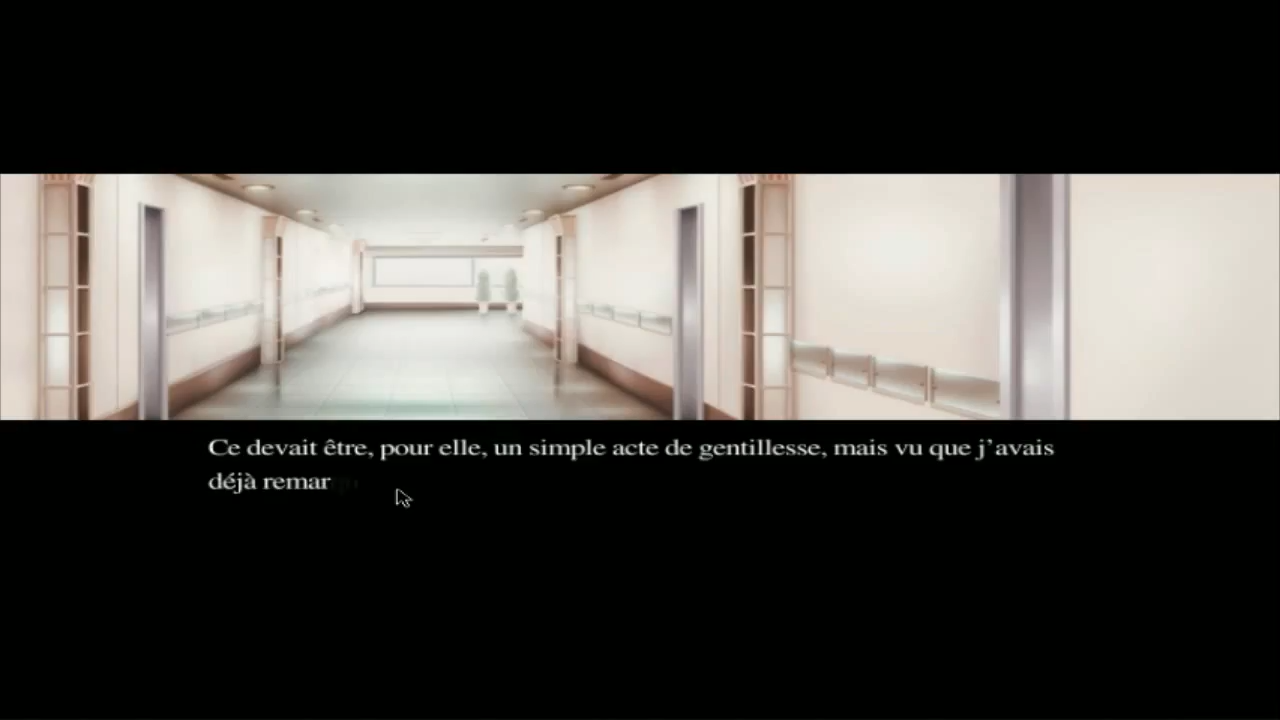 Ce devait être, pour elle, un simple acte de gentillesse, mais vu que j’avais
déjà remar